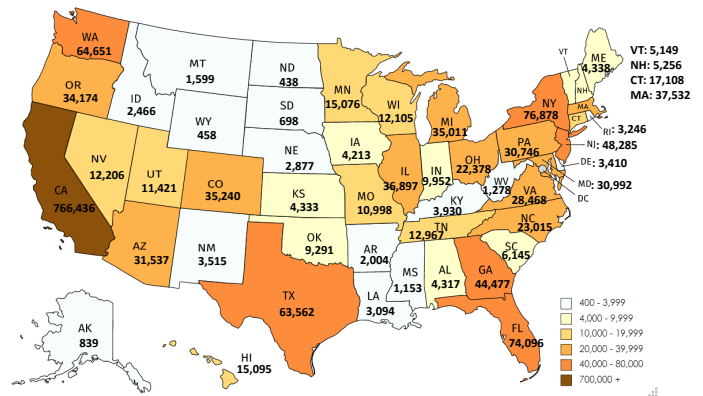 WA
64,651
OR
34,174
CA
766,436
NV
12,206
ID
2,466
MT
1,599
WY
458
UT
11,421
AZ
31,537
CO
35,240
NM
3,515
ND
438
SD
698
NE
2,877
KS
4,333
OK
9,291
TX
63,562
MN
15,076
IA
4,213
MO
10,998
AR
2,004
LA
3,094
WI
12,105
IL
36,897
MI
35,011
IN
9,952
OH
22,378
KY
3,930
TN
12,967
MS
1,153
AL
4,317
GA
44,477
FL
74,096
SC
6,145
NC
23,015
VA
28,468
WV
1,278
PA
30,746
NY
76,878
VT
NH
ME
4,338
MA
CT
VT: 5,149
NH: 5,256
CT: 17,108
MA: 37,532
RI: 3,246
NJ: 48,285
DE: 3,410
MD: 30,992
DC
AK
839
HI
15,095
400 - 3,999
4,000 - 9,999
10,000 - 19,999
20,000 - 39,999
40,000 - 80,000
700,000 +